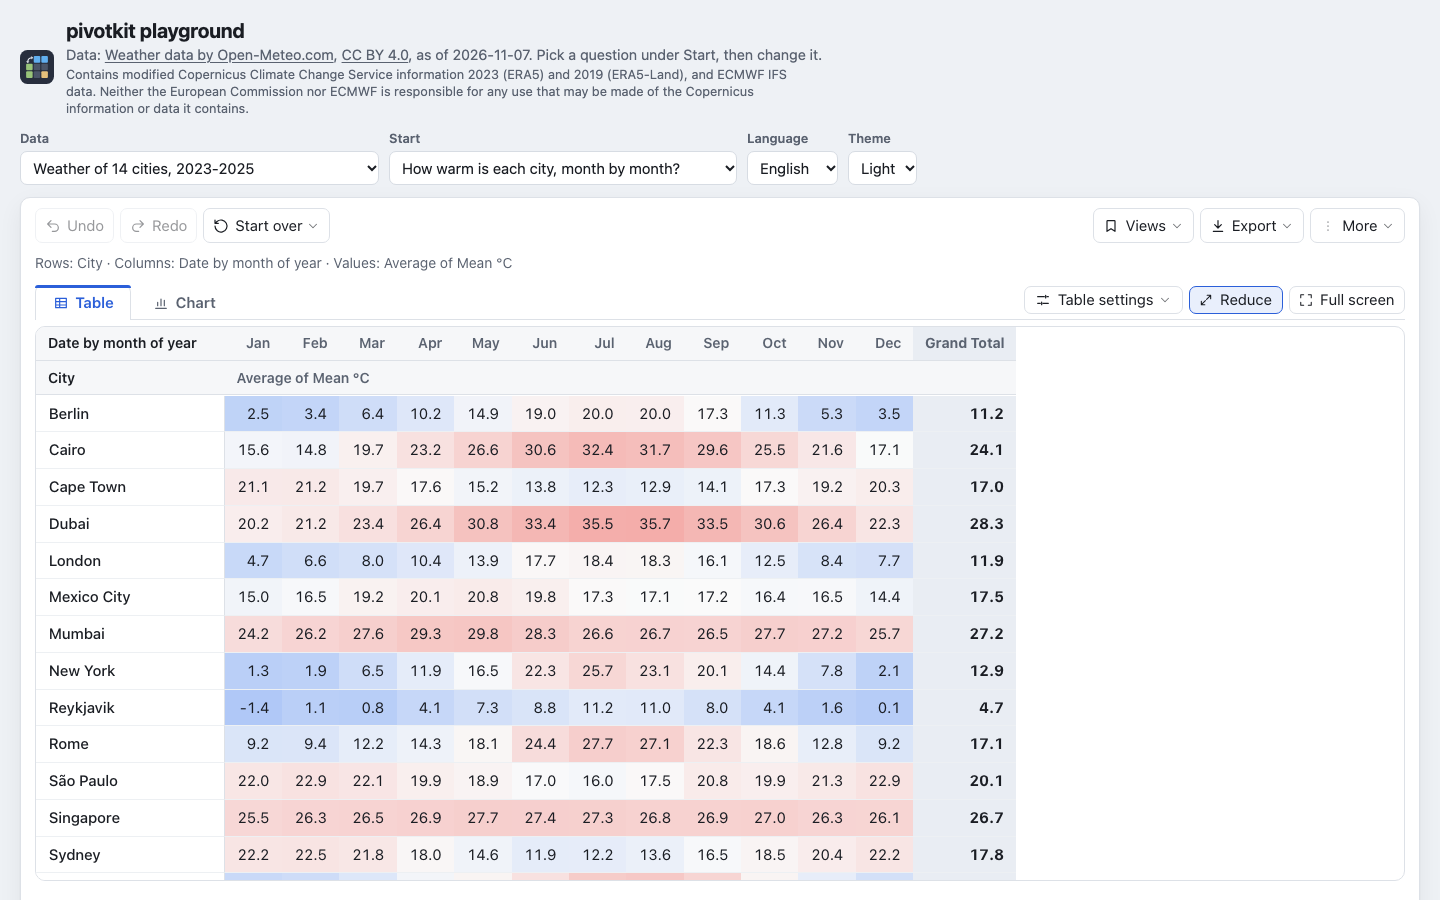 pivotkit playground
Data: Weather data by Open-Meteo.com, CC BY 4.0, as of 2026-11-07. Pick a question under Start, then change it.
Contains modified Copernicus Climate Change Service information 2023 (ERA5) and 2019 (ERA5-Land), and ECMWF IFS
data. Neither the European Commission nor ECMWF is responsible for any use that may be made of the Copernicus
information or data it contains.
Data Start Language Theme
Weather of 14 cities, 2023-2025 How warm is each city, month by month? English Light
Undo Redo Start over Views Export More
Rows: City · Columns: Date by month of year · Values: Average of Mean °C
Table Chart Table settings Reduce Full screen
Date by month of year Jan Feb Mar Apr May Jun Jul Aug Sep Oct Nov Dec Grand Total
City Average of Mean °C
Berlin 2.5 3.4 6.4 10.2 14.9 19.0 20.0 20.0 17.3 11.3 5.3 3.5 11.2
Cairo 15.6 14.8 19.7 23.2 26.6 30.6 32.4 31.7 29.6 25.5 21.6 17.1 24.1
Cape Town 21.1 21.2 19.7 17.6 15.2 13.8 12.3 12.9 14.1 17.3 19.2 20.3 17.0
Dubai 20.2 21.2 23.4 26.4 30.8 33.4 35.5 35.7 33.5 30.6 26.4 22.3 28.3
London 4.7 6.6 8.0 10.4 13.9 17.7 18.4 18.3 16.1 12.5 8.4 7.7 11.9
Mexico City 15.0 16.5 19.2 20.1 20.8 19.8 17.3 17.1 17.2 16.4 16.5 14.4 17.5
Mumbai 24.2 26.2 27.6 29.3 29.8 28.3 26.6 26.7 26.5 27.7 27.2 25.7 27.2
New York 1.3 1.9 6.5 11.9 16.5 22.3 25.7 23.1 20.1 14.4 7.8 2.1 12.9
Reykjavik -1.4 1.1 0.8 4.1 7.3 8.8 11.2 11.0 8.0 4.1 1.6 0.1 4.7
Rome 9.2 9.4 12.2 14.3 18.1 24.4 27.7 27.1 22.3 18.6 12.8 9.2 17.1
São Paulo 22.0 22.9 22.1 19.9 18.9 17.0 16.0 17.5 20.8 19.9 21.3 22.9 20.1
Singapore 25.5 26.3 26.5 26.9 27.7 27.4 27.3 26.8 26.9 27.0 26.3 26.1 26.7
Sydney 22.2 22.5 21.8 18.0 14.6 11.9 12.2 13.6 16.5 18.5 20.4 22.2 17.8